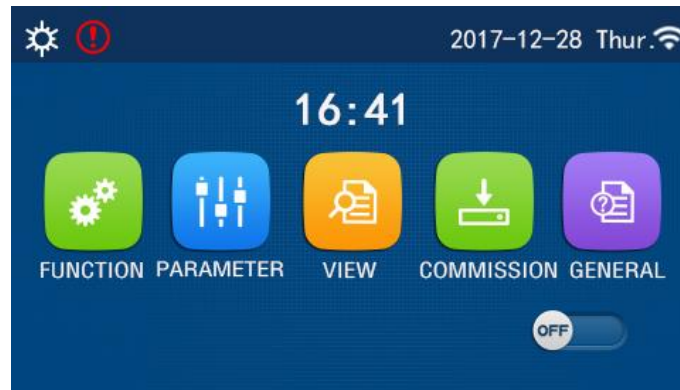 2017-12-28 Thur.
16:41
FUNCTION PARAMETER VIEW COMMISSION GENERAL
OFF